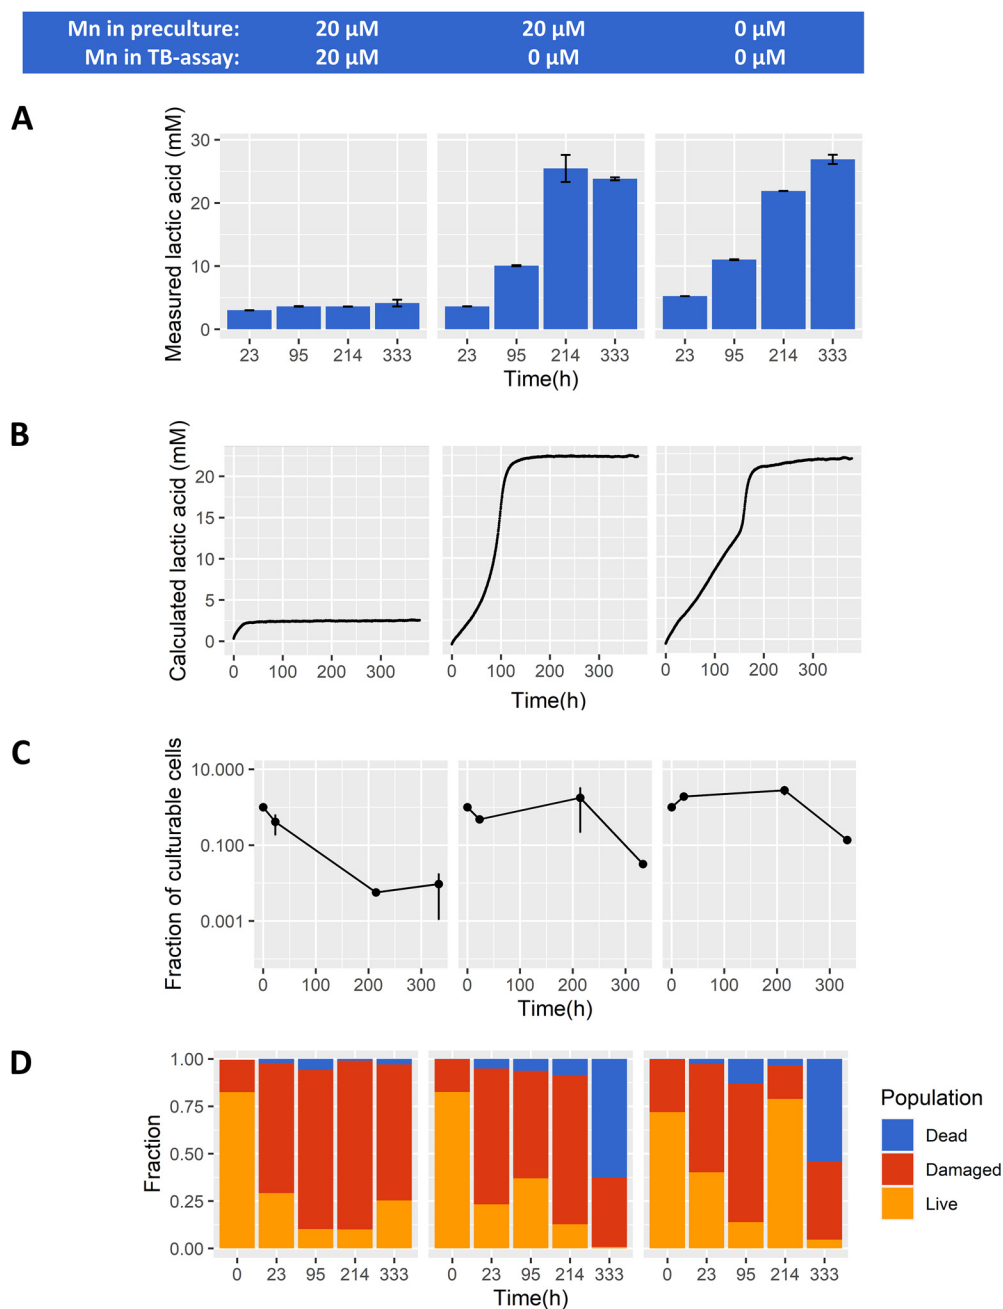 Mn in preculture: 20 µM 20 µM 0 µM
Mn in TB-assay: 20 µM 0 µM 0 µM
A
Measured lactic acid (mM)
30
20
10
0
23 95 214 333 23 95 214 333 23 95 214 333
Time(h)
B
Calculated lactic acid (mM)
20
15
10
5
0
0 100 200 300 0 100 200 300 0 100 200 300
Time(h)
C
Fraction of culturable cells
10.000
0.100
0.001
0 100 200 300 0 100 200 300 0 100 200 300
Time(h)
D
Fraction
1.00
0.75
0.50
0.25
0.00
0 23 95 214 333 0 23 95 214 333 0 23 95 214 333
Time(h)
Population
Dead
Damaged
Live